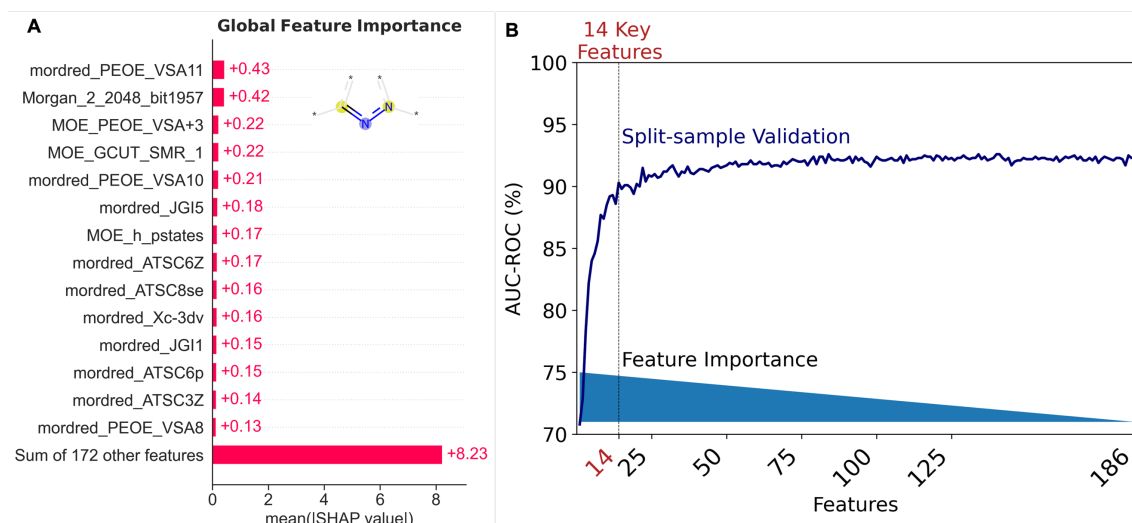 A
Global Feature Importance
mordred_PEOE_VSA11 +0.43
Morgan_2_2048_bit1957 +0.42
MOE_PEOE_VSA+3 +0.22
MOE_GCUT_SMR_1 +0.22
mordred_PEOE_VSA10 +0.21
mordred_JGI5 +0.18
MOE_h_pstates +0.17
mordred_ATSC6Z +0.17
mordred_ATSC8se +0.16
mordred_Xc-3dv +0.16
mordred_JGI1 +0.15
mordred_ATSC6p +0.15
mordred_ATSC3Z +0.14
mordred_PEOE_VSA8 +0.13
Sum of 172 other features +8.23
0 2 4 6 8
mean(|SHAP value|)
* *
* N *
N
B
14 Key
Features
100
95
90
85
80
75
70
AUC-ROC (%)
Split-sample Validation
Feature Importance
14 25 50 75 100 125 186
Features